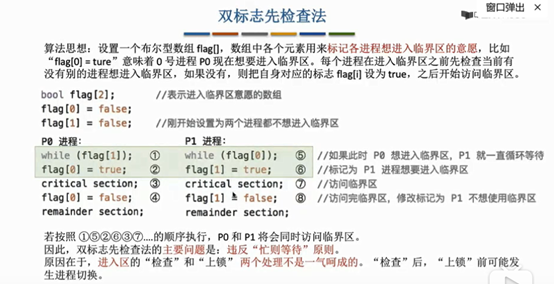 窗口弹出
双标志先检查法
算法思想：设置一个布尔型数组 flag[]，数组中各个元素用来标记各进程想进入临界区的意愿，比如
“flag[0] = ture”意味着 0 号进程 P0 现在想要进入临界区。每个进程在进入临界区之前先检查当前有
没有别的进程想进入临界区，如果没有，则把自身对应的标志 flag[i] 设为 true，之后开始访问临界区。
bool flag[2]; //表示进入临界区意愿的数组
flag[0] = false;
flag[1] = false; //刚开始设置为两个进程都不想进入临界区
P0 进程： P1 进程：
while (flag[1]); ① while (flag[0]); ⑤ //如果此时 P0 想进入临界区，P1 就一直循环等待
flag[0] = true; ② flag[1] = true; ⑥ //标记为 P1 进程想要进入临界区
critical section; ③ critical section; ⑦ //访问临界区
flag[0] = false; ④ flag[1] = false; ⑧ //访问完临界区，修改标记为 P1 不想使用临界区
remainder section; remainder section;
若按照 ①⑤②⑥③⑦....的顺序执行，P0 和 P1 将会同时访问临界区。
因此，双标志先检查法的主要问题是：违反“忙则等待”原则。
原因在于，进入区的“检查”和“上锁” 两个处理不是一气呵成的。“检查”后，“上锁”前可能发
生进程切换。